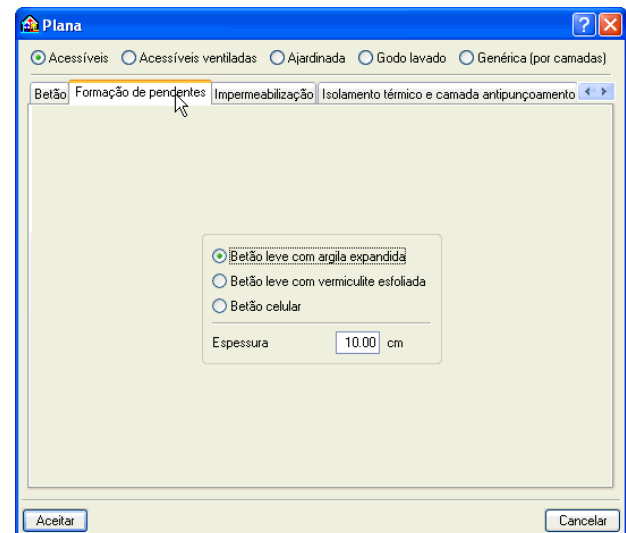 Plana
Acessíveis Acessíveis ventiladas Ajardinada Godo lavado Genérica (por camadas)
Betão Formação de pendentes Impermeabilização Isolamento térmico e camada antipunçoamento
Betão leve com argila expandida
Betão leve com vermiculite esfoliada
Betão celular
Espessura 10.00 cm
Aceitar Cancelar